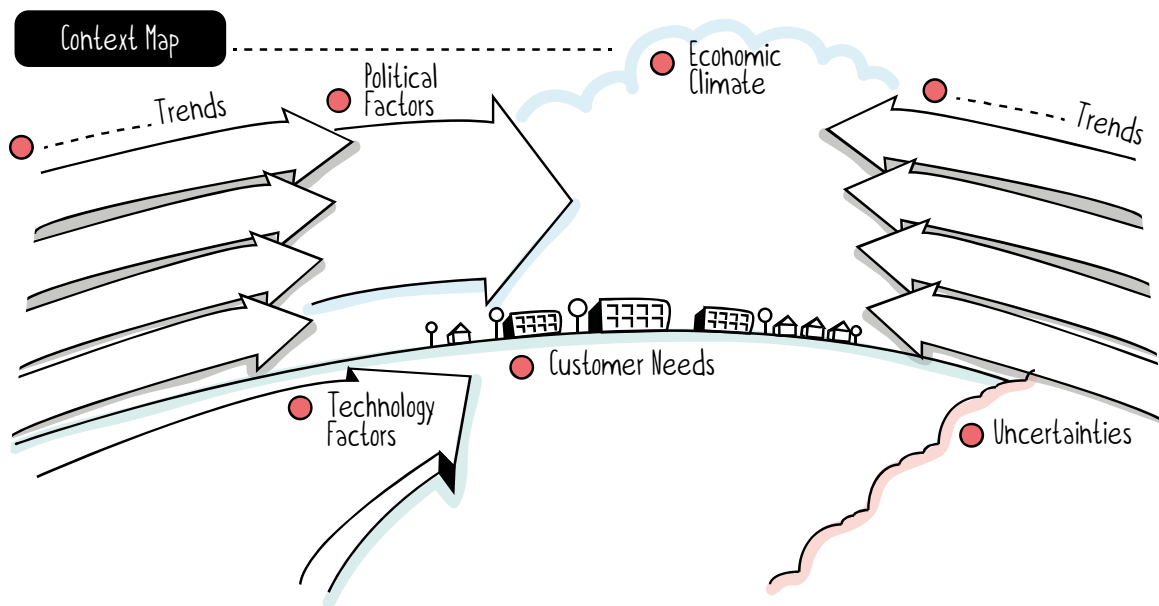 Context Map
Economic
Climate
Political
Factors
Trends
Trends
Customer Needs
Technology
Factors
Uncertainties